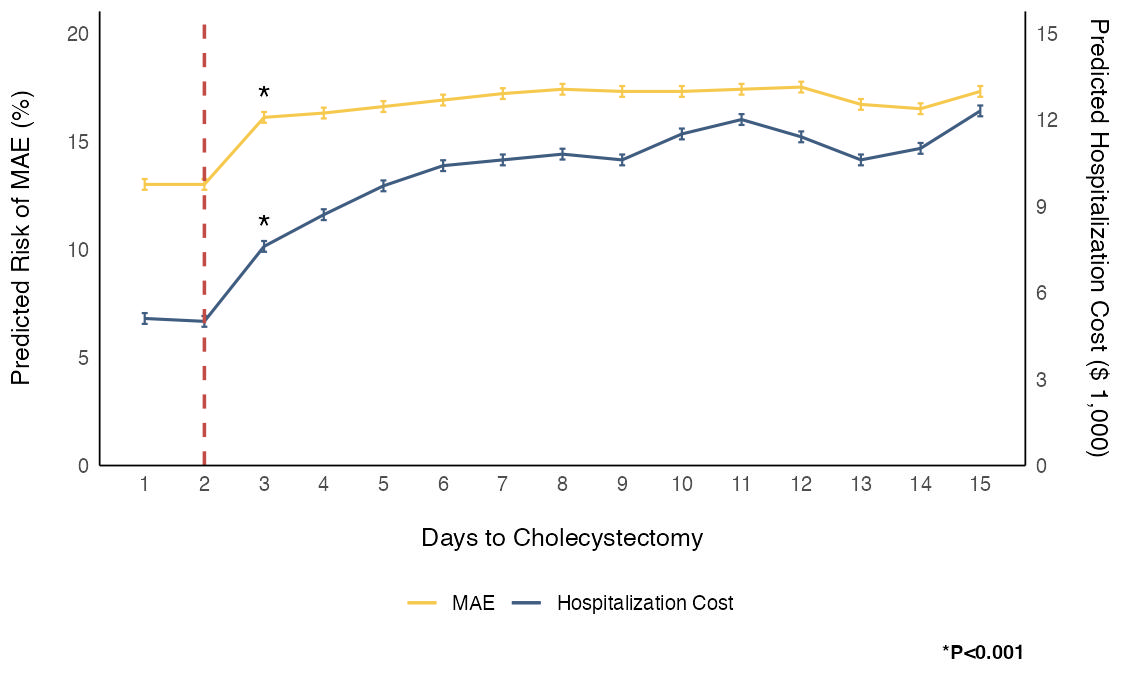 Predicted Risk of MAE (%)
20
15
10
5
0
*
*
15
12
9
6
3
0
Predicted Hospitalization Cost ($ 1,000)
1 2 3 4 5 6 7 8 9 10 11 12 13 14 15
Days to Cholecystectomy
MAE Hospitalization Cost
*P<0.001